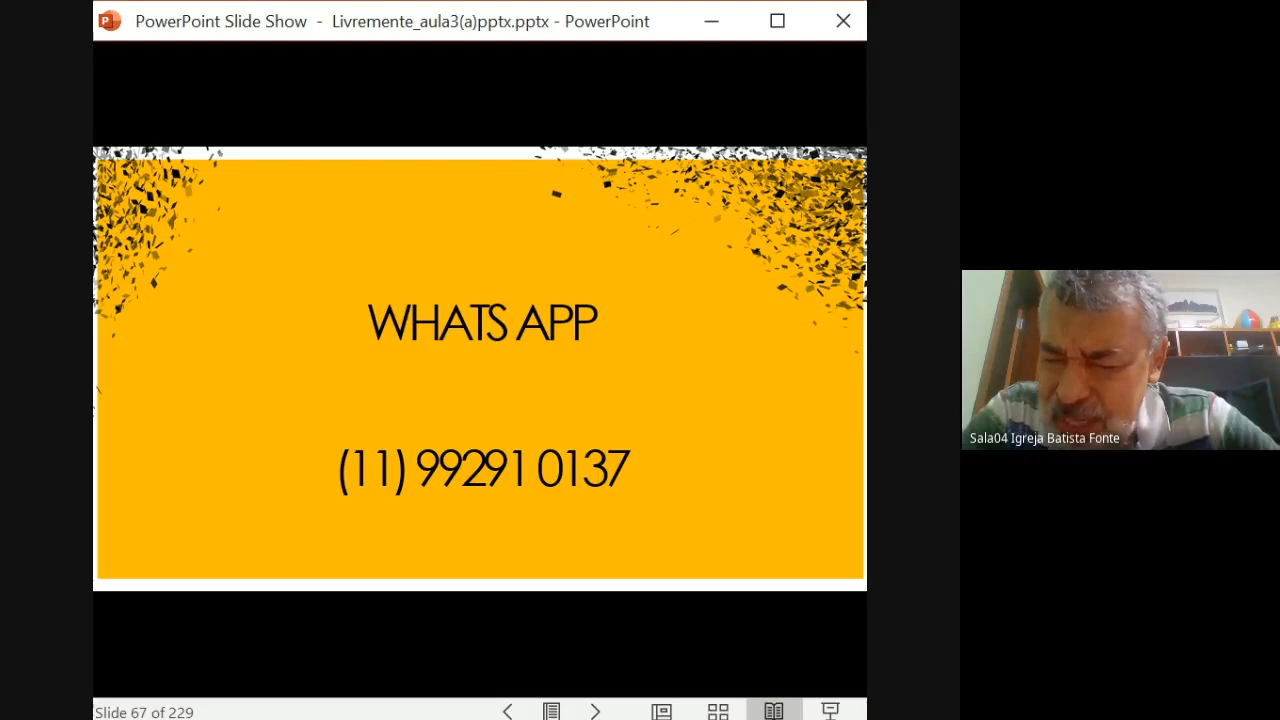 PowerPoint Slide Show - Livremente_aula3(a)pptx.pptx - PowerPoint
WHATS APP
(11) 99291 0137
Sala04 Igreja Batista Fonte
Slide 67 of 229